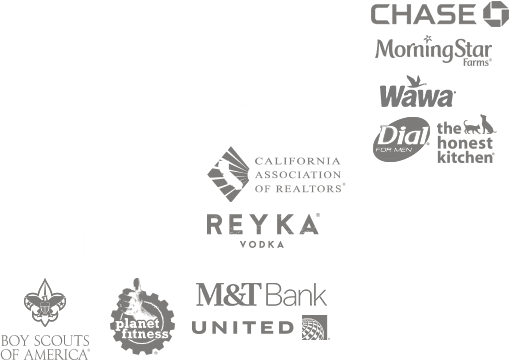 CHASE
MorningStar
Farms®
Wawa®
Dial
FOR MEN
the
honest
kitchen®
CALIFORNIA
ASSOCIATION
OF REALTORS®
REYKA®
VODKA
BOY SCOUTS
OF AMERICA®
planet
fitness®
M&T Bank
UNITED